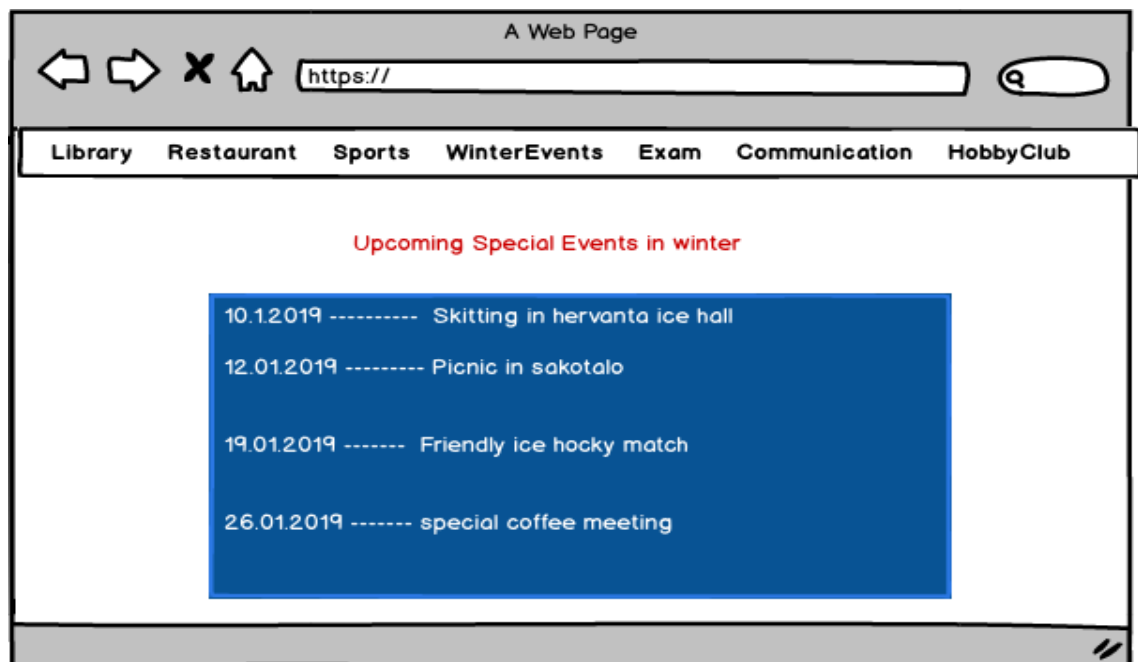 A Web Page
https://
Library Restaurant Sports WinterEvents Exam Communication HobbyClub
Upcoming Special Events in winter
10.1.2019 ---------- Skitting in hervanta ice hall
12.01.2019 --------- Picnic in sakotalo
19.01.2019 ------- Friendly ice hocky match
26.01.2019 ------- special coffee meeting